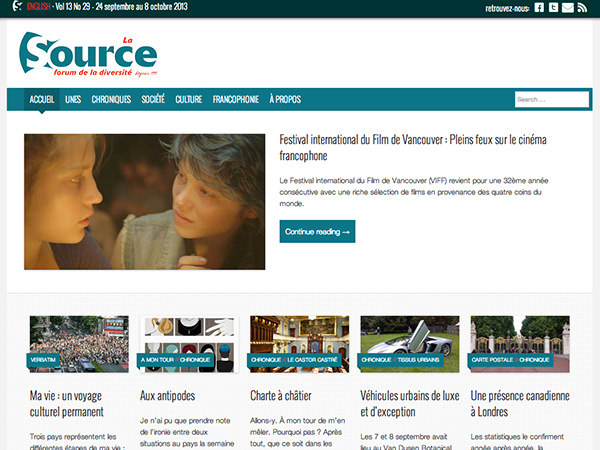 ENGLISH - Vol 13 No 29 - 24 septembre au 8 octobre 2013
retrouvez-nous:
La
Source
forum de la diversité
ACCUEIL UNES CHRONIQUES SOCIÉTÉ CULTURE FRANCOPHONIE À PROPOS
Search ...
Festival international du Film de Vancouver : Pleins feux sur le cinéma
francophone
Le Festival international du Film de Vancouver (VIFF) revient pour une 32ème année
consécutive avec une riche sélection de films en provenance des quatre coins du
monde.
Continue reading →
VERBATIM
Ma vie : un voyage
culturel permanent
Trois pays représentent les
différentes étapes de ma vie :
A MON TOUR // CHRONIQUE
Aux antipodes
Je n'ai pu que prendre note
de l'ironie entre deux
situations au pays la semaine
CHRONIQUE // LE CASTOR CASTRÉ
Charte à châtier
Allons-y. À mon tour de m'en
mêler. Pourquoi pas ? Après
tout, que ce soit dans les
CHRONIQUE // TISSUS URBAINS
Véhicules urbains de luxe
et d'exception
Les 7 et 8 septembre avait
lieu au Van Dusen Botanical
CARTE POSTALE // CHRONIQUE
Une présence canadienne
à Londres
Les statistiques le confirment
année après année, la